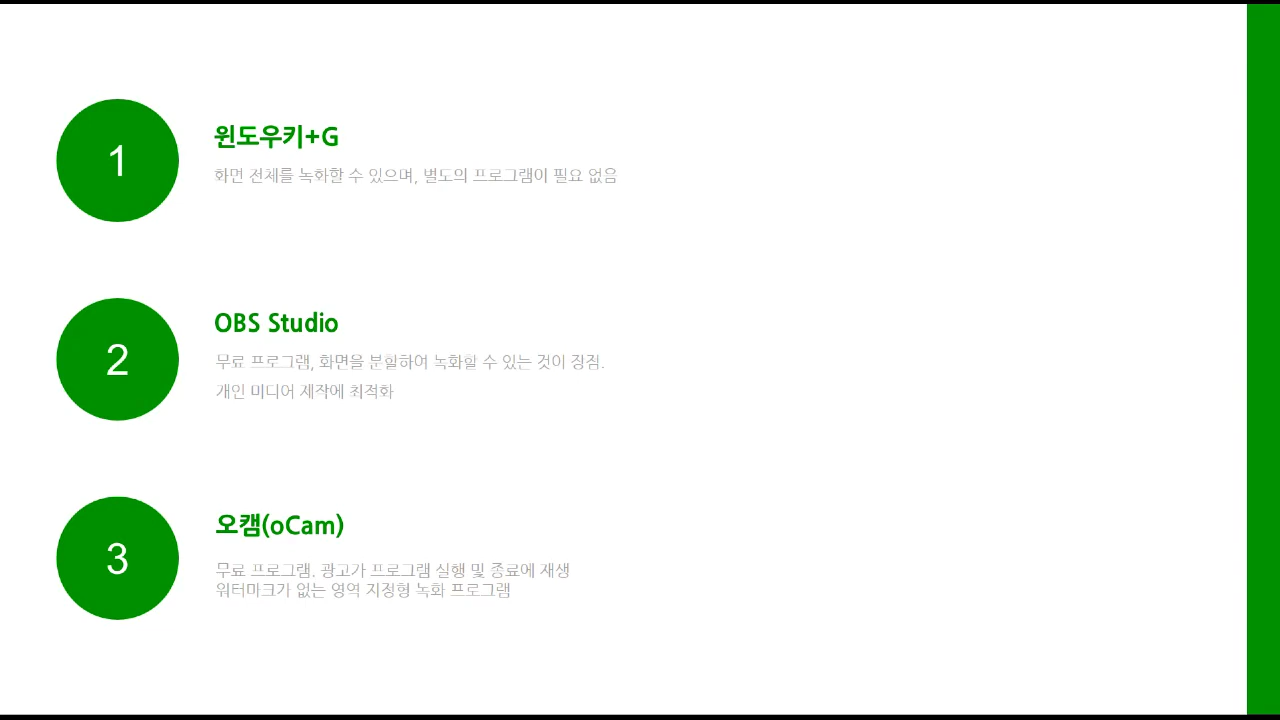 1
윈도우키+G
화면 전체를 녹화할 수 있으며, 별도의 프로그램이 필요 없음
2
OBS Studio
무료 프로그램, 화면을 분할하여 녹화할 수 있는 것이 장점.
개인 미디어 제작에 최적화
3
오캠(oCam)
무료 프로그램. 광고가 프로그램 실행 및 종료에 재생
워터마크가 없는 영역 지정형 녹화 프로그램